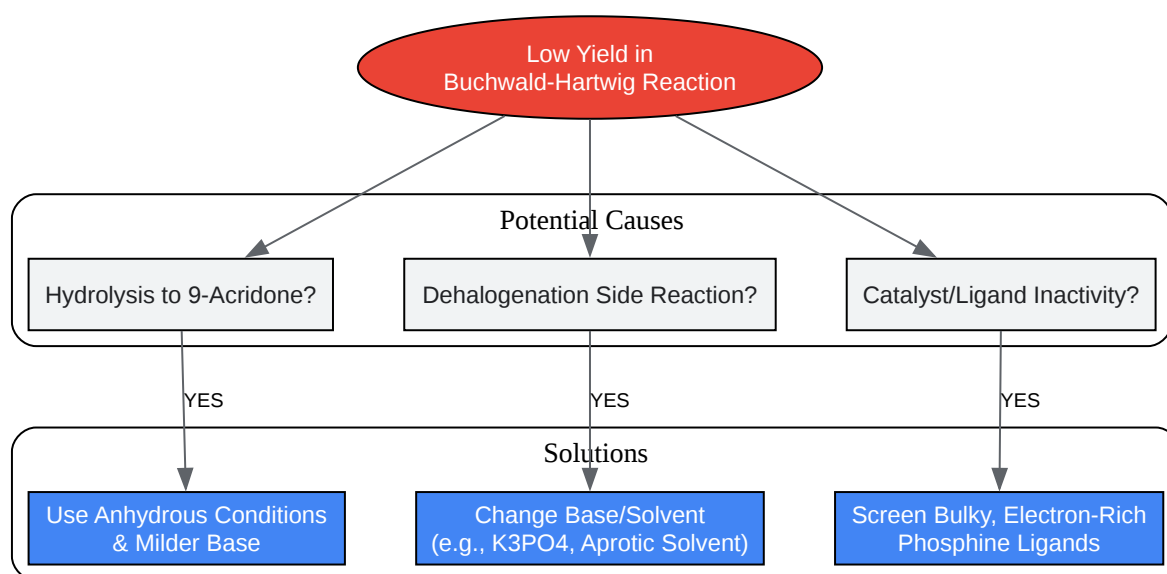 Low Yield in
Buchwald-Hartwig Reaction
Potential Causes
Hydrolysis to 9-Acridone?
Dehalogenation Side Reaction?
Catalyst/Ligand Inactivity?
YES
YES
YES
Solutions
Use Anhydrous Conditions
& Milder Base
Change Base/Solvent
(e.g., K3PO4, Aprotic Solvent)
Screen Bulky, Electron-Rich
Phosphine Ligands